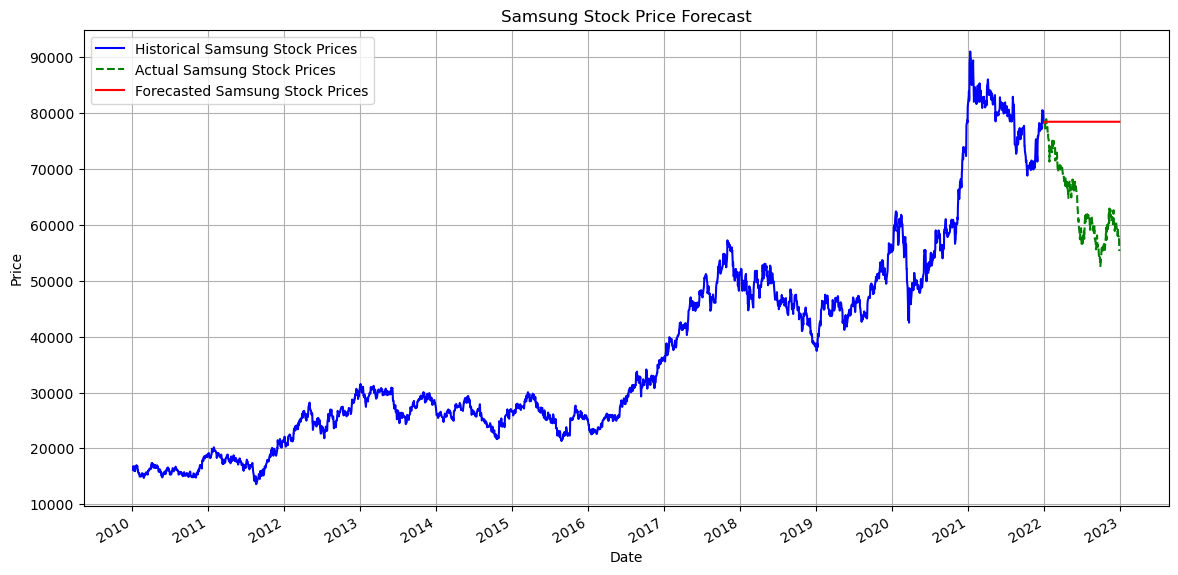 Samsung Stock Price Forecast
Historical Samsung Stock Prices
Actual Samsung Stock Prices
Forecasted Samsung Stock Prices
90000
80000
70000
60000
50000
40000
30000
20000
10000
Price
2010 2011 2012 2013 2014 2015 2016 2017 2018 2019 2020 2021 2022 2023
Date